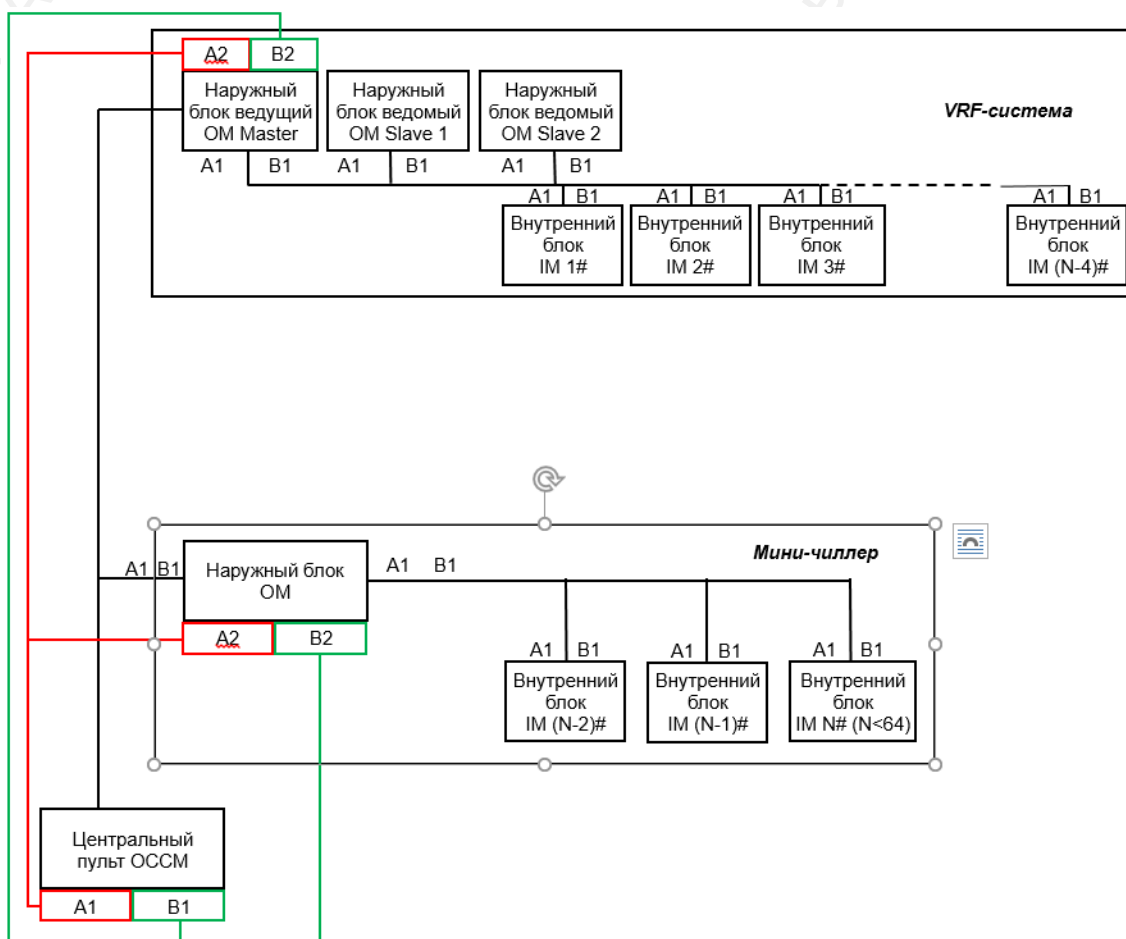 A2 B2
Наружный
блок ведущий
OM Master
Наружный
блок ведомый
OM Slave 1
Наружный
блок ведомый
OM Slave 2
VRF-система
A1 B1 A1 B1 A1 B1
A1 B1 A1 B1 A1 B1 A1 B1
Внутренний
блок
IM 1#
Внутренний
блок
IM 2#
Внутренний
блок
IM 3#
Внутренний
блок
IM (N-4)#
Мини-чиллер
A1 B1
Наружный блок
OM
A1 B1
A2 B2
A1 B1 A1 B1 A1 B1
Внутренний
блок
IM (N-2)#
Внутренний
блок
IM (N-1)#
Внутренний
блок
IM N# (N<64)
Центральный
пульт ОССМ
A1 B1